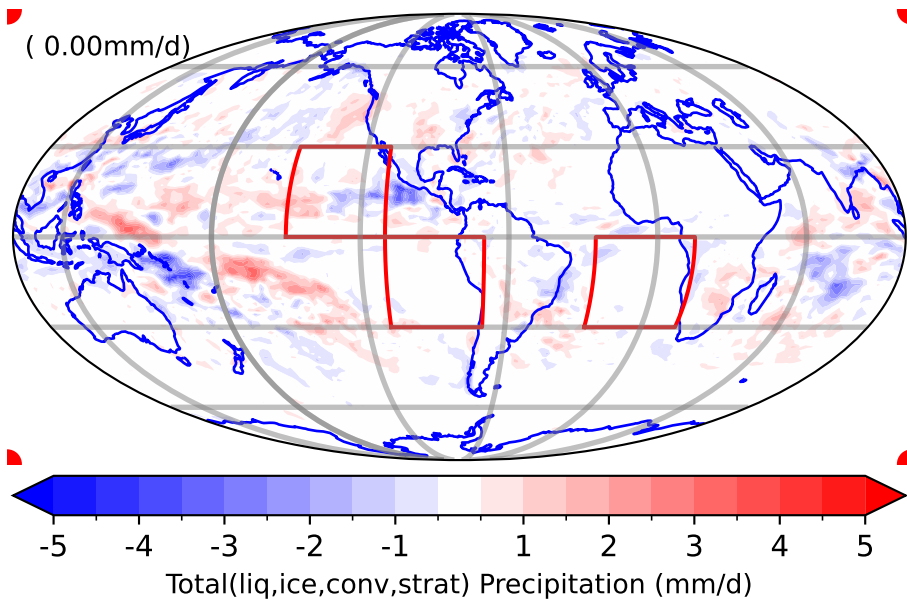 ( 0.00mm/d)
-5 -4 -3 -2 -1 1 2 3 4 5
Total(liq,ice,conv,strat) Precipitation (mm/d)